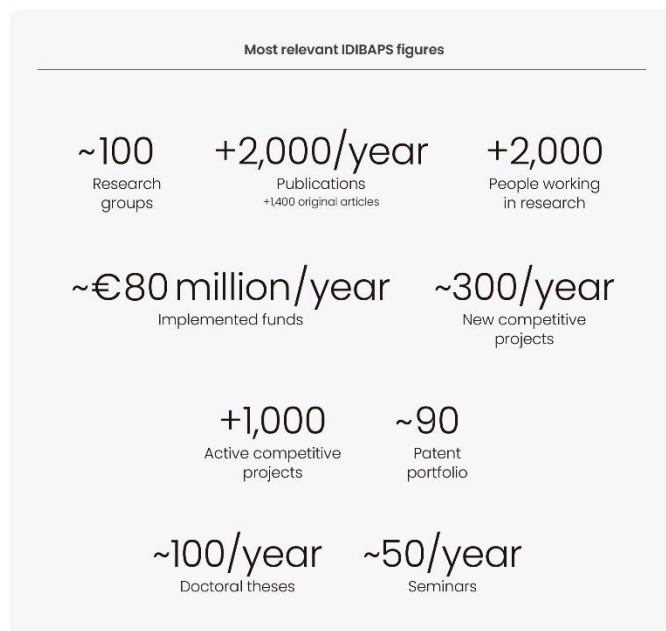 Most relevant IDIBAPS figures
~100
Research
groups
+2,000/year
Publications
+1,400 original articles
+2,000
People working
in research
~€80 million/year
Implemented funds
~300/year
New competitive
projects
+1,000
Active competitive
projects
~90
Patent
portfolio
~100/year
Doctoral theses
~50/year
Seminars